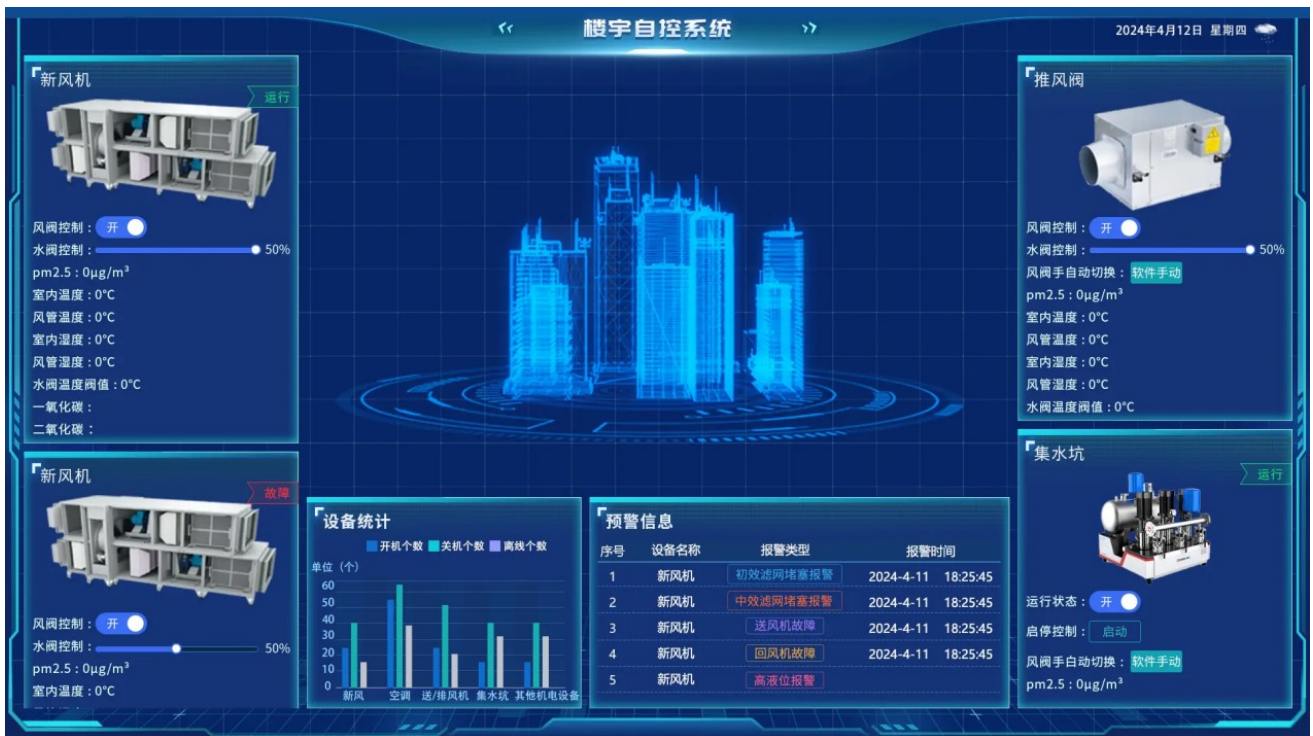 楼宇自控系统
2024年4月12日 星期四
新风机
运行
风阀控制：开
水阀控制： 50%
pm2.5：0μg/m³
室内温度：0°C
风管温度：0°C
室内湿度：0°C
风管湿度：0°C
水阀温度阀值：0°C
一氧化碳：
二氧化碳：
新风机
故障
风阀控制：开
水阀控制： 50%
pm2.5：0μg/m³
室内温度：0°C
设备统计
开机个数 关机个数 离线个数
单位（个）
60
50
40
30
20
10
0
新风 空调 送/排风机 集水坑 其他机电设备
预警信息
序号 设备名称 报警类型 报警时间
1 新风机 初效滤网堵塞报警 2024-4-11 18:25:45
2 新风机 中效滤网堵塞报警 2024-4-11 18:25:45
3 新风机 送风机故障 2024-4-11 18:25:45
4 新风机 回风机故障 2024-4-11 18:25:45
5 新风机 高液位报警
推风阀
风阀控制：开
水阀控制： 50%
风阀手自动切换：软件手动
pm2.5：0μg/m³
室内温度：0°C
风管温度：0°C
室内湿度：0°C
风管湿度：0°C
水阀温度阀值：0°C
集水坑
运行
运行状态：开
启停控制：启动
风阀手白动切换：软件手动
pm2.5：0μg/m³